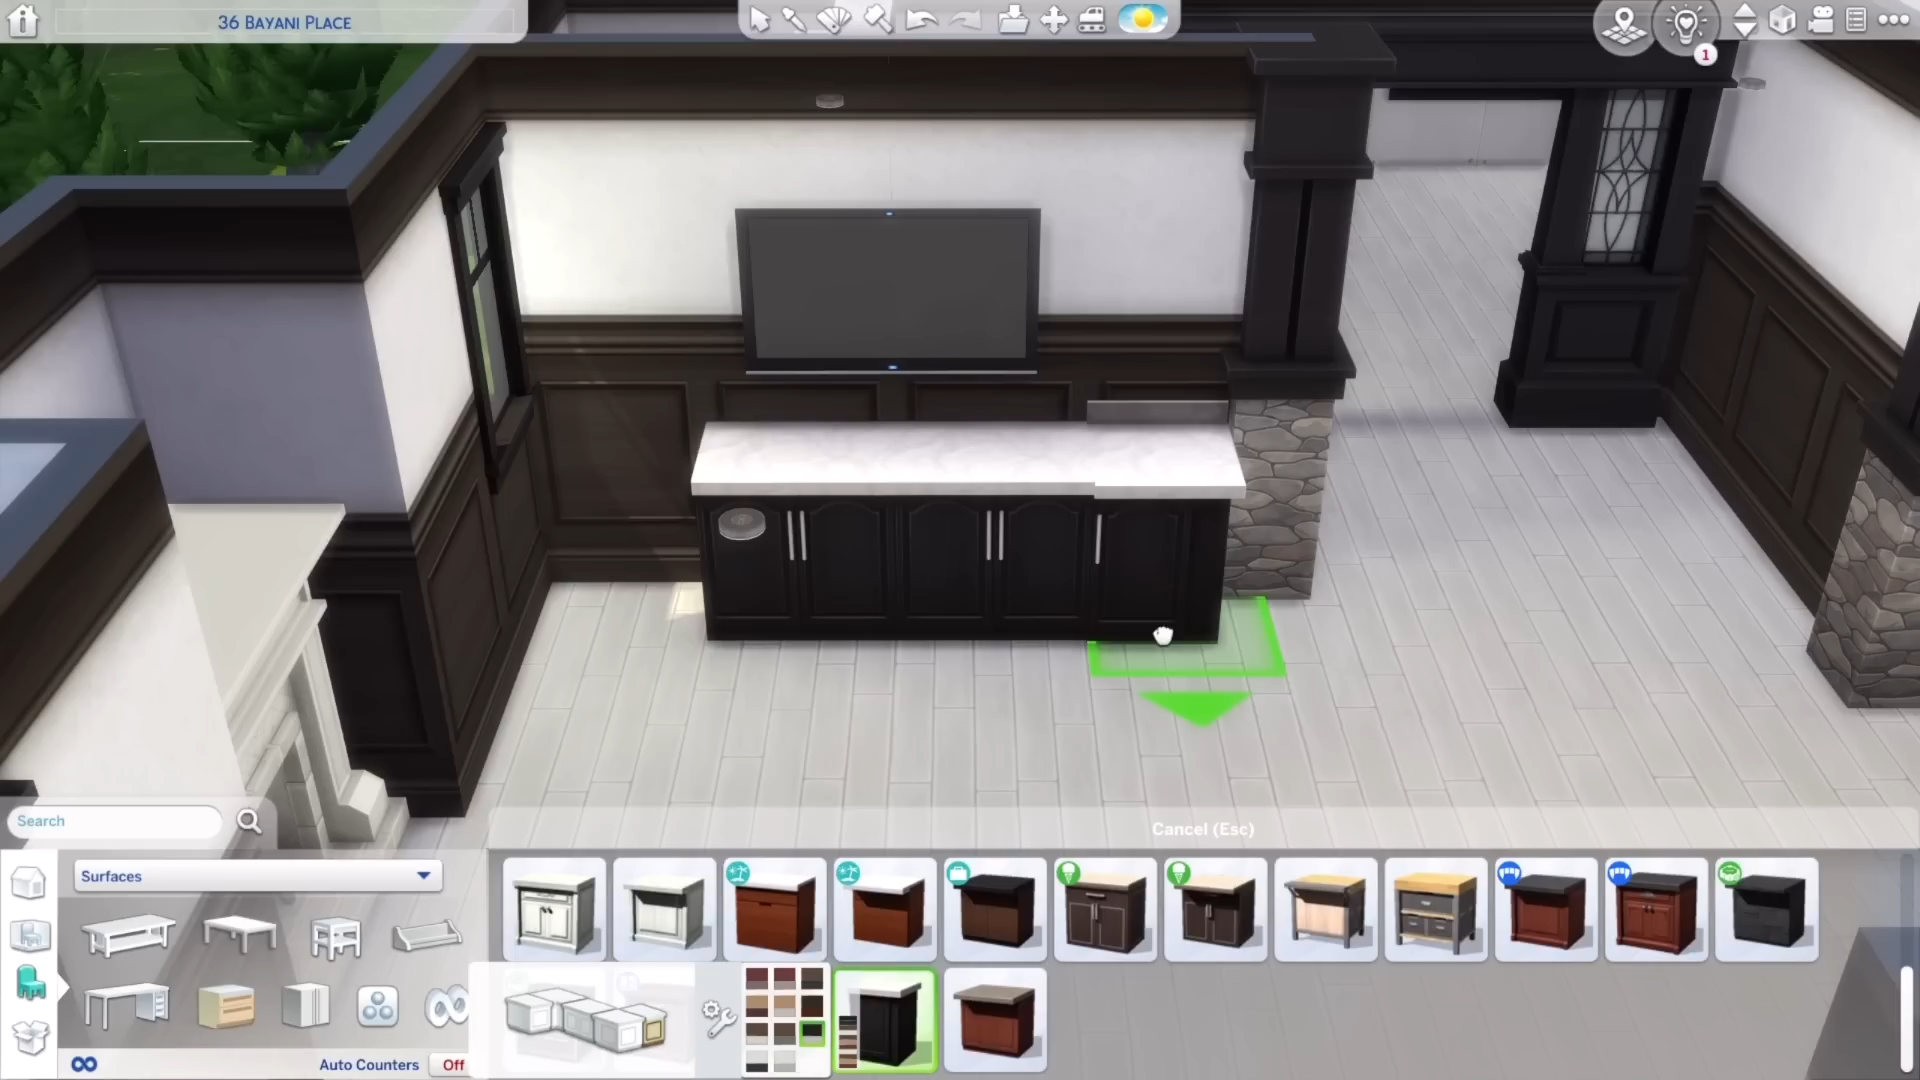 36 BAYANI PLACE
1
Cancel (Esc)
Search
Surfaces
Auto Counters Off